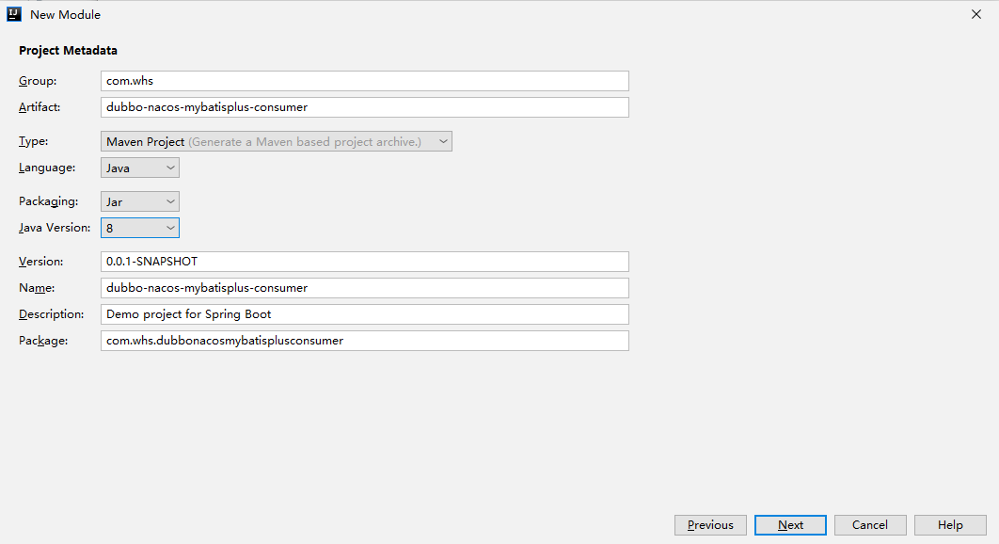 IJ New Module
Project Metadata
Group: com.whs
Artifact: dubbo-nacos-mybatisplus-consumer
Type: Maven Project (Generate a Maven based project archive.)
Language: Java
Packaging: Jar
Java Version: 8
Version: 0.0.1-SNAPSHOT
Name: dubbo-nacos-mybatisplus-consumer
Description: Demo project for Spring Boot
Package: com.whs.dubbonacosmybatisplusconsumer
Previous Next Cancel Help